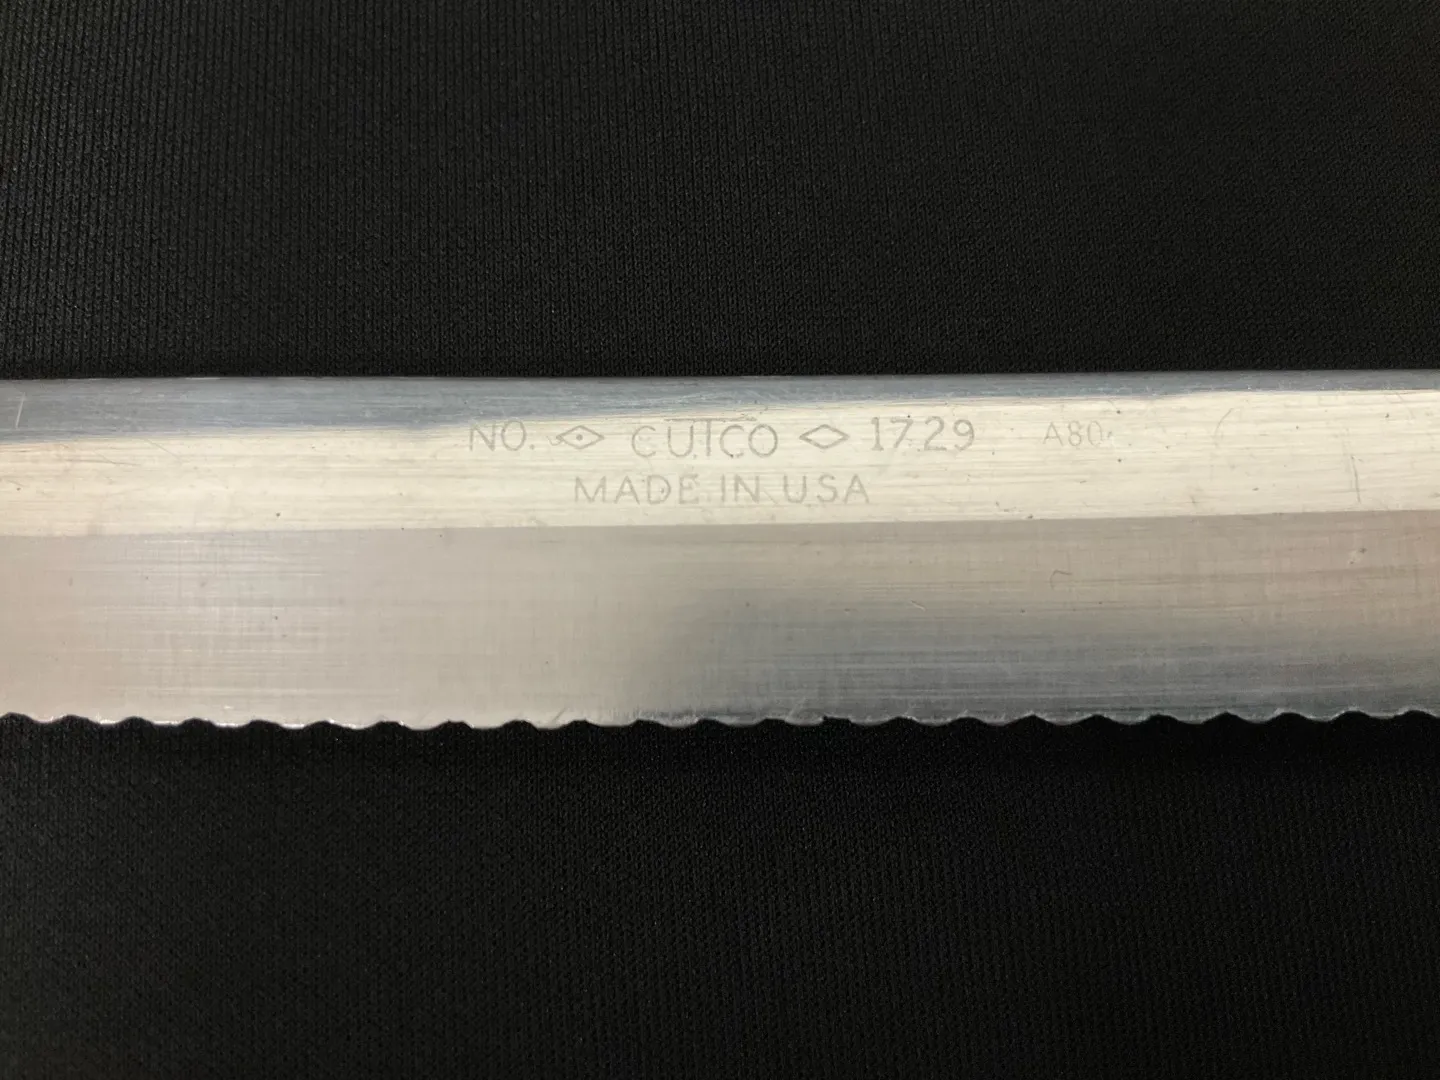 NO. CUTCO 1729 A80
MADE IN USA